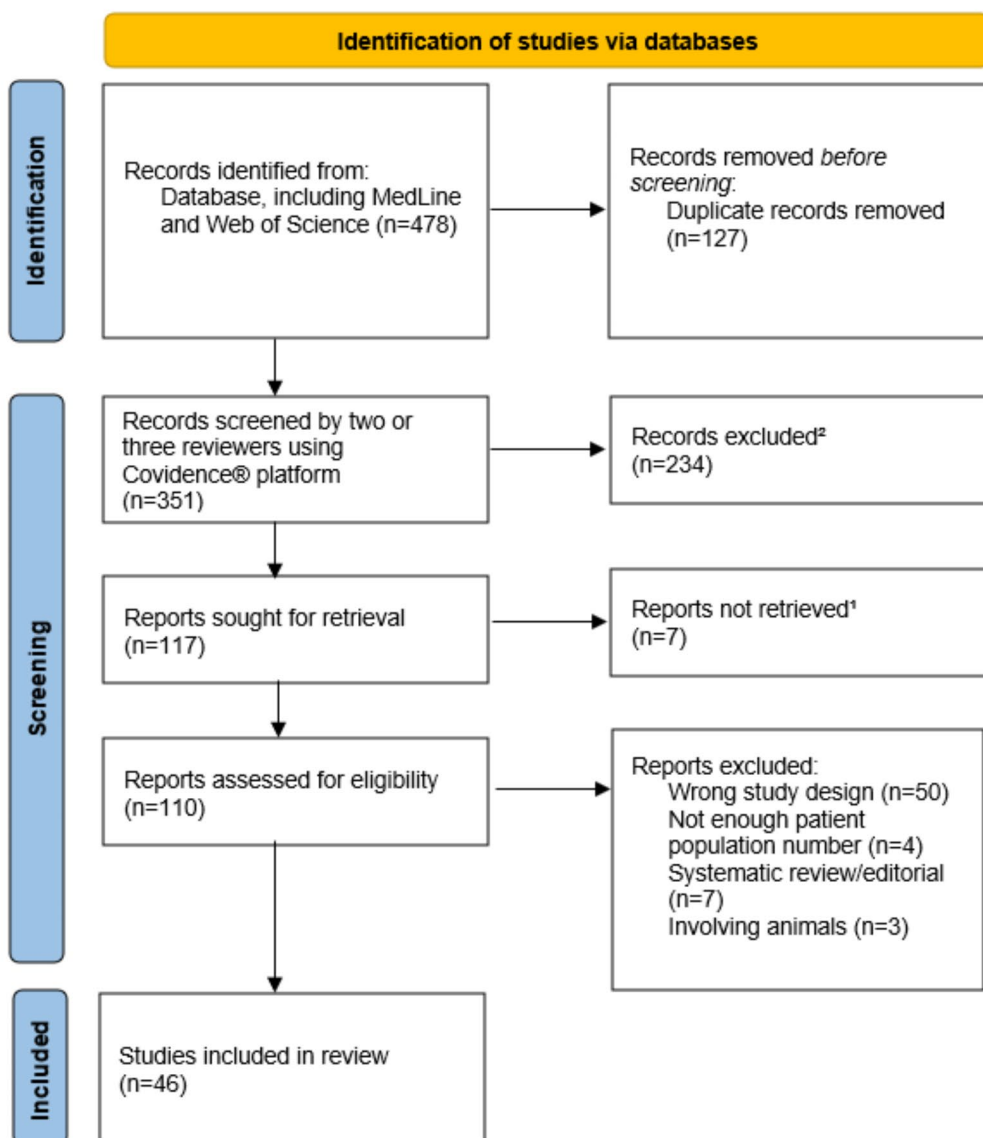 Identification of studies via databases
Identification
Records identified from:
Database, including MedLine
and Web of Science (n=478)
Records removed before
screening:
Duplicate records removed
(n=127)
Screening
Records screened by two or
three reviewers using
Covidence® platform
(n=351)
Records excluded²
(n=234)
Reports sought for retrieval
(n=117)
Reports not retrieved¹
(n=7)
Reports assessed for eligibility
(n=110)
Reports excluded:
Wrong study design (n=50)
Not enough patient
population number (n=4)
Systematic review/editorial
(n=7)
Involving animals (n=3)
Included
Studies included in review
(n=46)